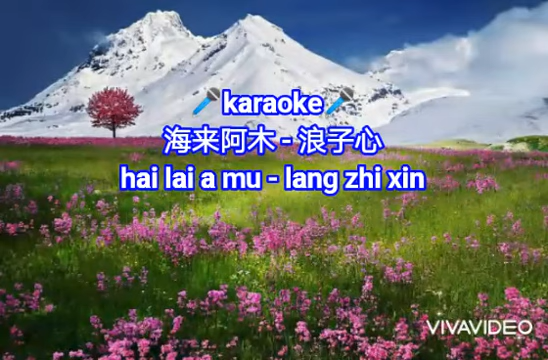 🎤karaoke🎤
海来阿木 - 浪子心
hai lai a mu - lang zhi xin
VIVAVIDEO